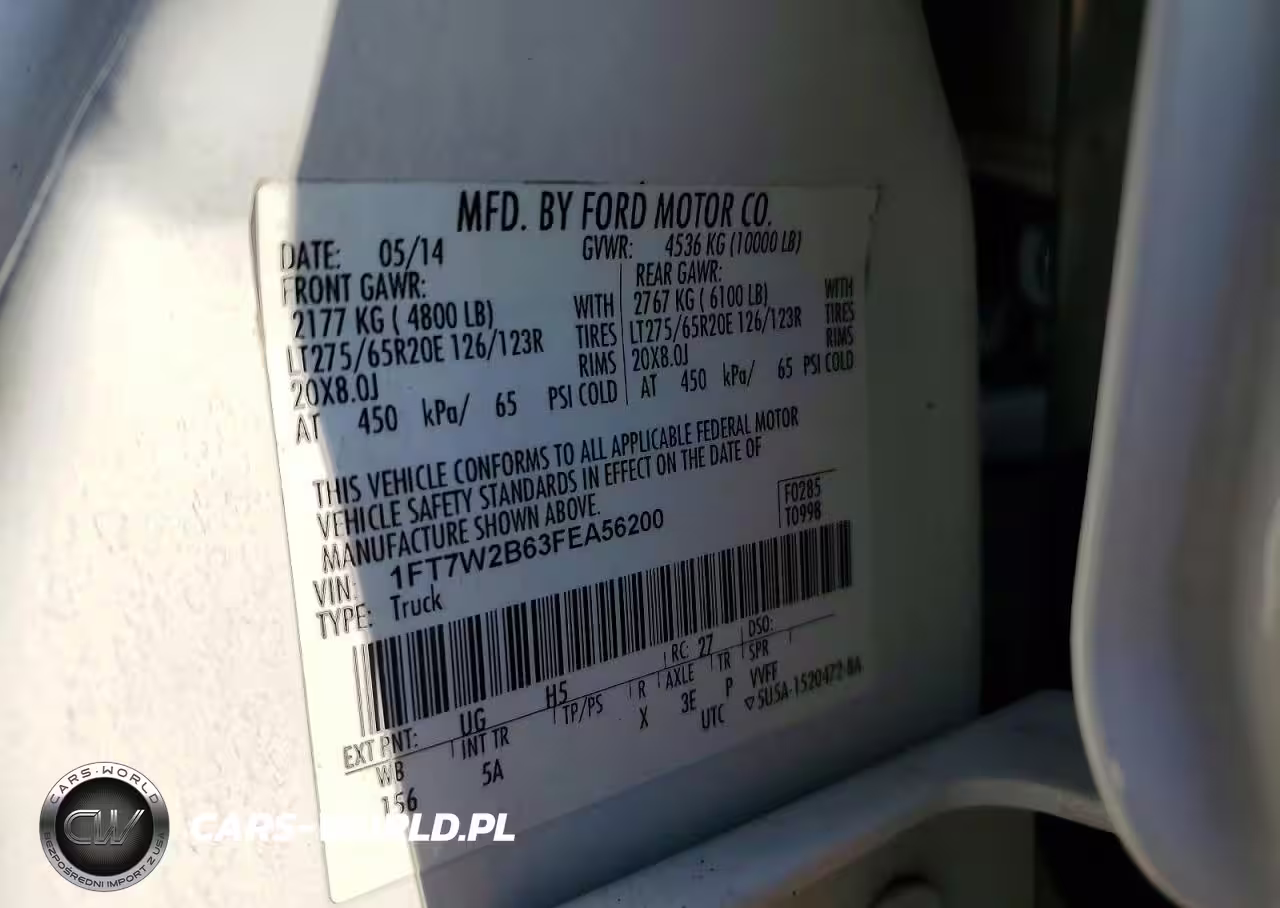 MFD. BY FORD MOTOR CO.
DATE: 05/14 GVWR: 4536 KG (10000 LB)
FRONT GAWR: REAR GAWR:
2177 KG ( 4800 LB) WITH 2767 KG ( 6100 LB) WITH
LT275/65R20E 126/123R TIRES LT275/65R20E 126/123R TIRES
20X8.0J RIMS 20X8.0J RIMS
AT 450 kPa/ 65 PSI COLD AT 450 kPa/ 65 PSI COLD
THIS VEHICLE CONFORMS TO ALL APPLICABLE FEDERAL MOTOR
VEHICLE SAFETY STANDARDS IN EFFECT ON THE DATE OF
MANUFACTURE SHOWN ABOVE.
F0285
T0998
VIN: 1FT7W2B63FEA56200
TYPE: Truck
EXT PNT: UG H5 RC: 27 DSO:
WB INT TR TP/PS R AXLE TR SPR
156 5A X 3E P VVFF
UTC ▽5U5A-1520472-BA
CARS-WORLD
CW
BEZPOŚREDNI IMPORT Z USA
CARS-WORLD.PL